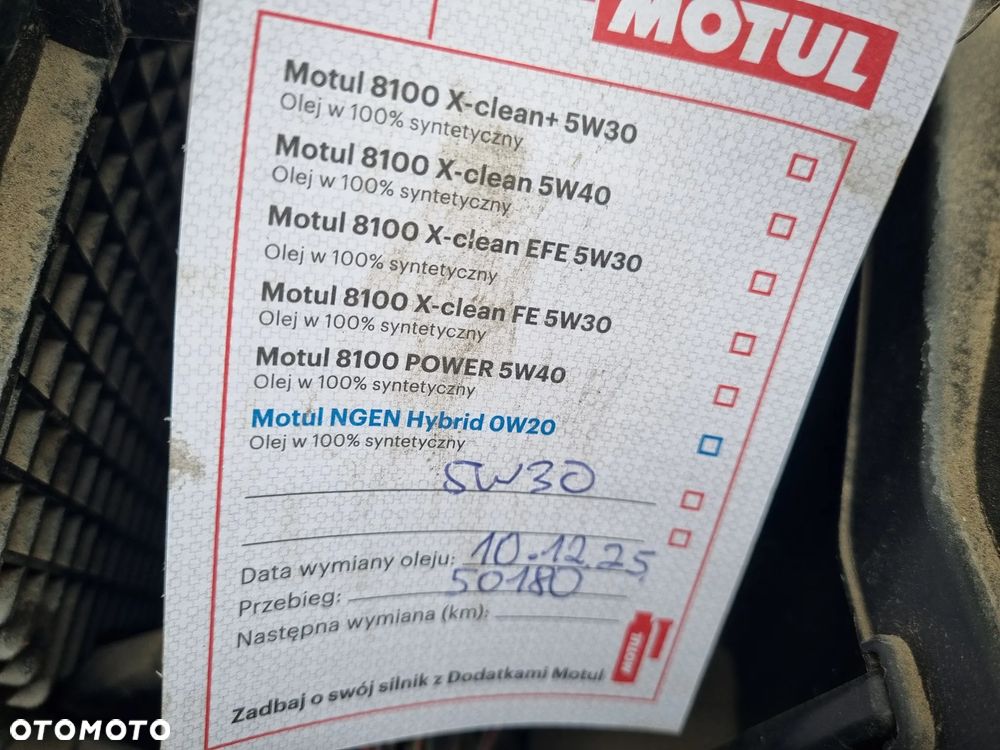 MOTUL
Motul 8100 X-clean+ 5W30
Olej w 100% syntetyczny
Motul 8100 X-clean 5W40
Olej w 100% syntetyczny
Motul 8100 X-clean EFE 5W30
Olej w 100% syntetyczny
Motul 8100 X-clean FE 5W30
Olej w 100% syntetyczny
Motul 8100 POWER 5W40
Olej w 100% syntetyczny
Motul NGEN Hybrid 0W20
Olej w 100% syntetyczny
5W30
Data wymiany oleju: 10.12.25
Przebieg: 50180
Następna wymiana (km):
MOTUL
Zadbaj o swój silnik z Dodatkami Motul
OTOMOTO